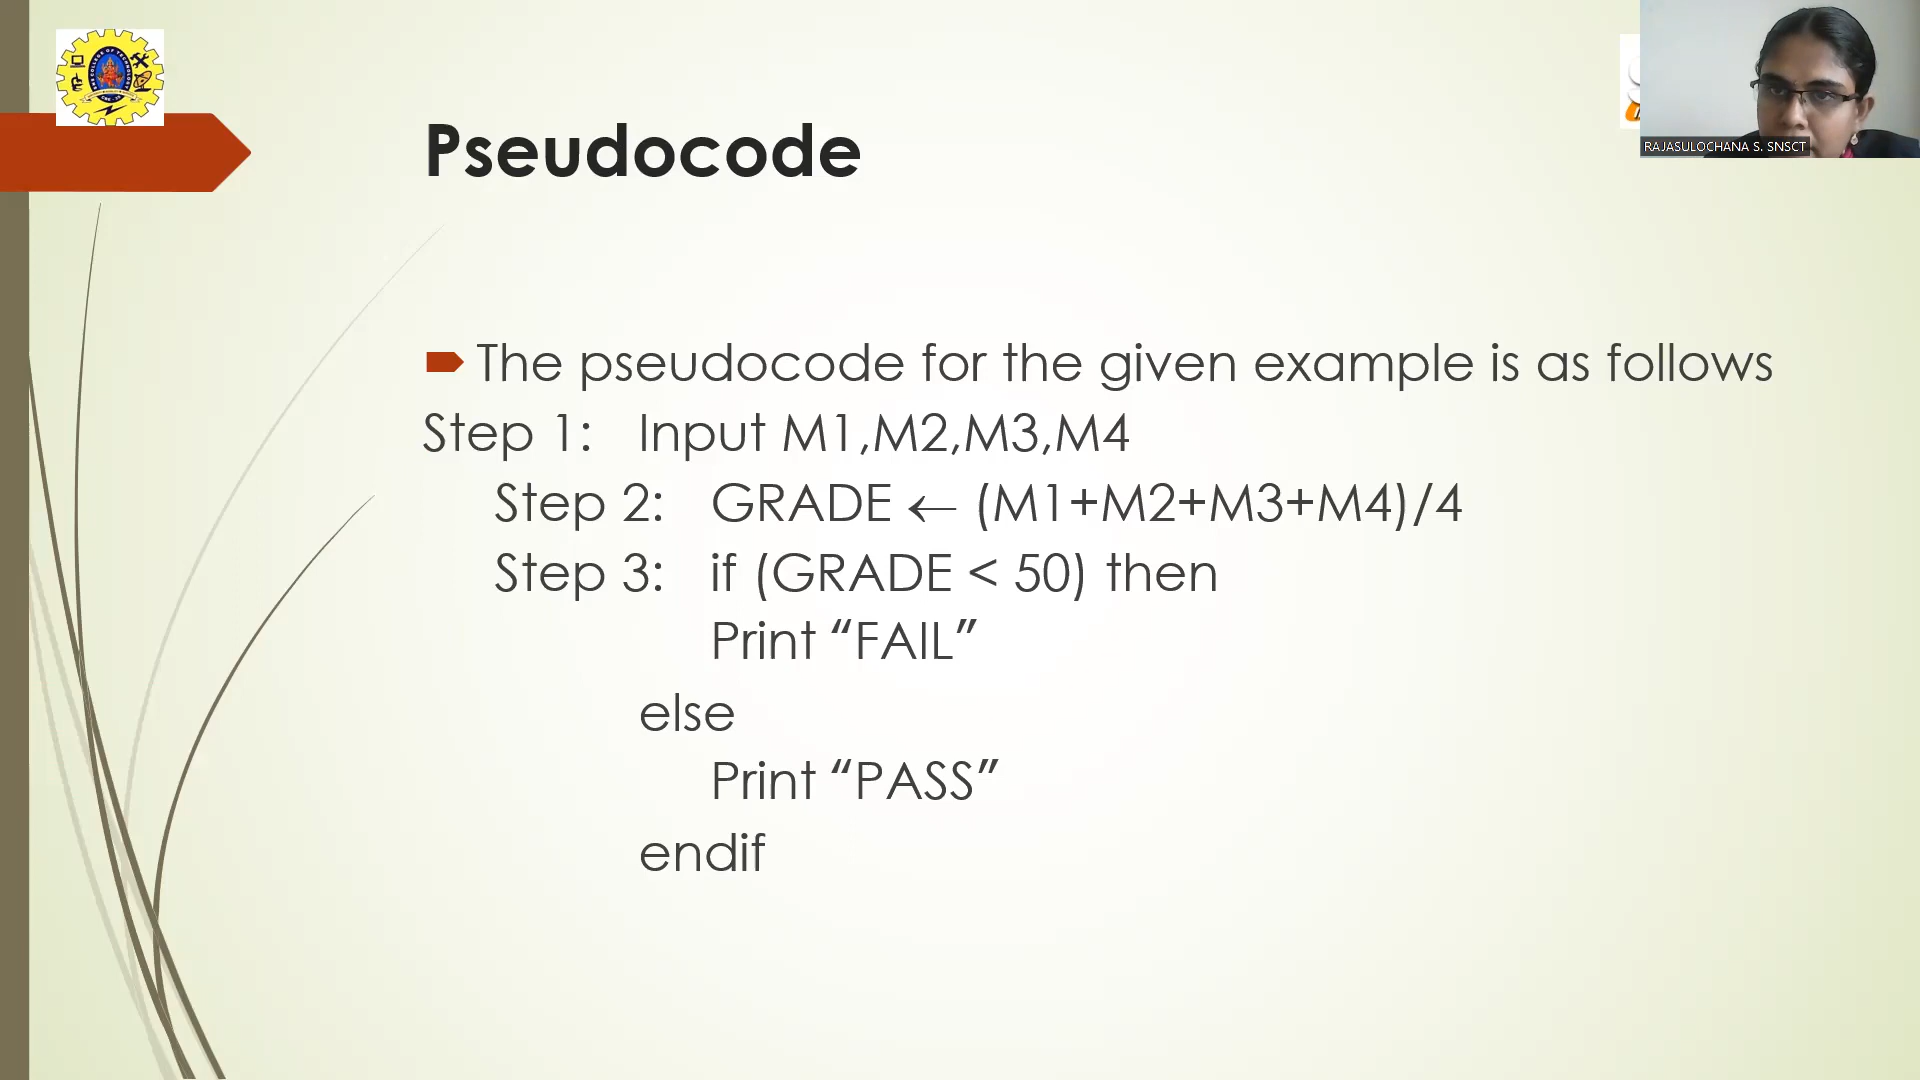 Pseudocode
RAJASULOCHANA S. SNSCT
The pseudocode for the given example is as follows
Step 1: Input M1,M2,M3,M4
Step 2: GRADE ← (M1+M2+M3+M4)/4
Step 3: if (GRADE < 50) then
Print “FAIL”
else
Print “PASS”
endif